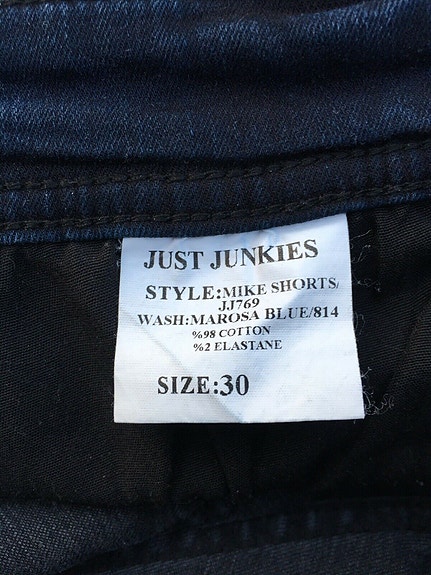 JUST JUNKIES
STYLE:MIKE SHORTS/
JJ769
WASH:MAROSA BLUE/814
%98 COTTON
%2 ELASTANE
SIZE:30